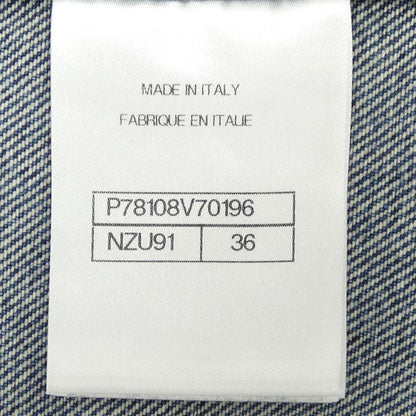 MADE IN ITALY
FABRIQUE EN ITALIE
P78108V70196
NZU91 36